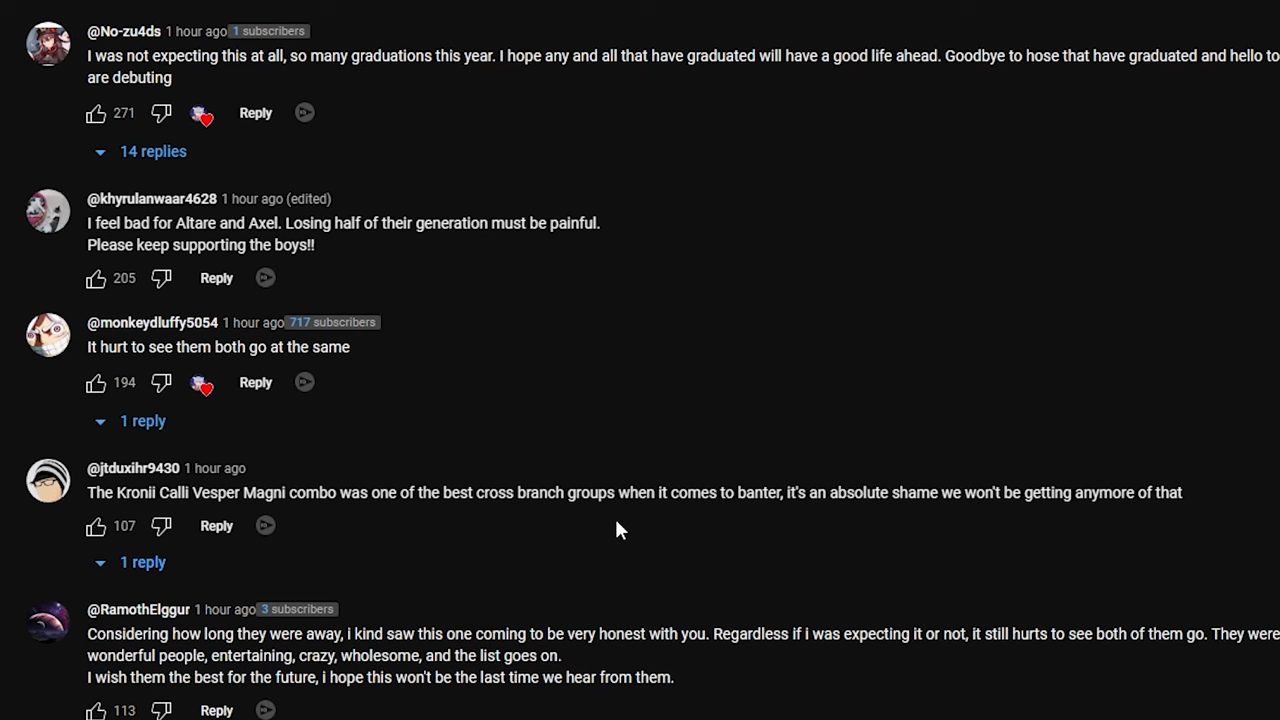 @No-zu4ds 1 hour ago 1 subscribers
I was not expecting this at all, so many graduations this year. I hope any and all that have graduated will have a good life ahead. Goodbye to hose that have graduated and hello to
are debuting
271 Reply
14 replies
@khyrulanwaar4628 1 hour ago (edited)
I feel bad for Altare and Axel. Losing half of their generation must be painful.
Please keep supporting the boys!!
205 Reply
@monkeydluffy5054 1 hour ago 717 subscribers
It hurt to see them both go at the same
194 Reply
1 reply
@jtduxihr9430 1 hour ago
The Kronii Calli Vesper Magni combo was one of the best cross branch groups when it comes to banter, it's an absolute shame we won't be getting anymore of that
107 Reply
1 reply
@RamothElggur 1 hour ago 3 subscribers
Considering how long they were away, i kind saw this one coming to be very honest with you. Regardless if i was expecting it or not, it still hurts to see both of them go. They were
wonderful people, entertaining, crazy, wholesome, and the list goes on.
I wish them the best for the future, i hope this won't be the last time we hear from them.
113 Reply